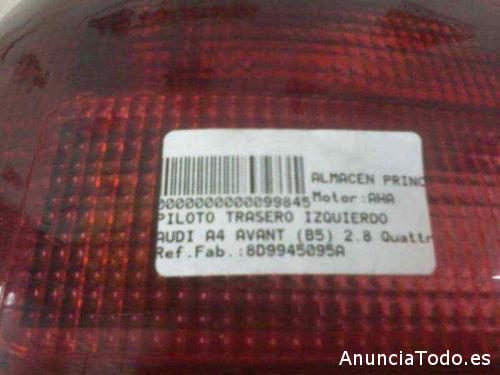 ALMACEN PRINC
0000000000099845 Motor:AHA
PILOTO TRASERO IZQUIERDO
AUDI A4 AVANT (B5) 2.8 Quattr
Ref.Fab.:8D9945095A
AnunciaTodo.es